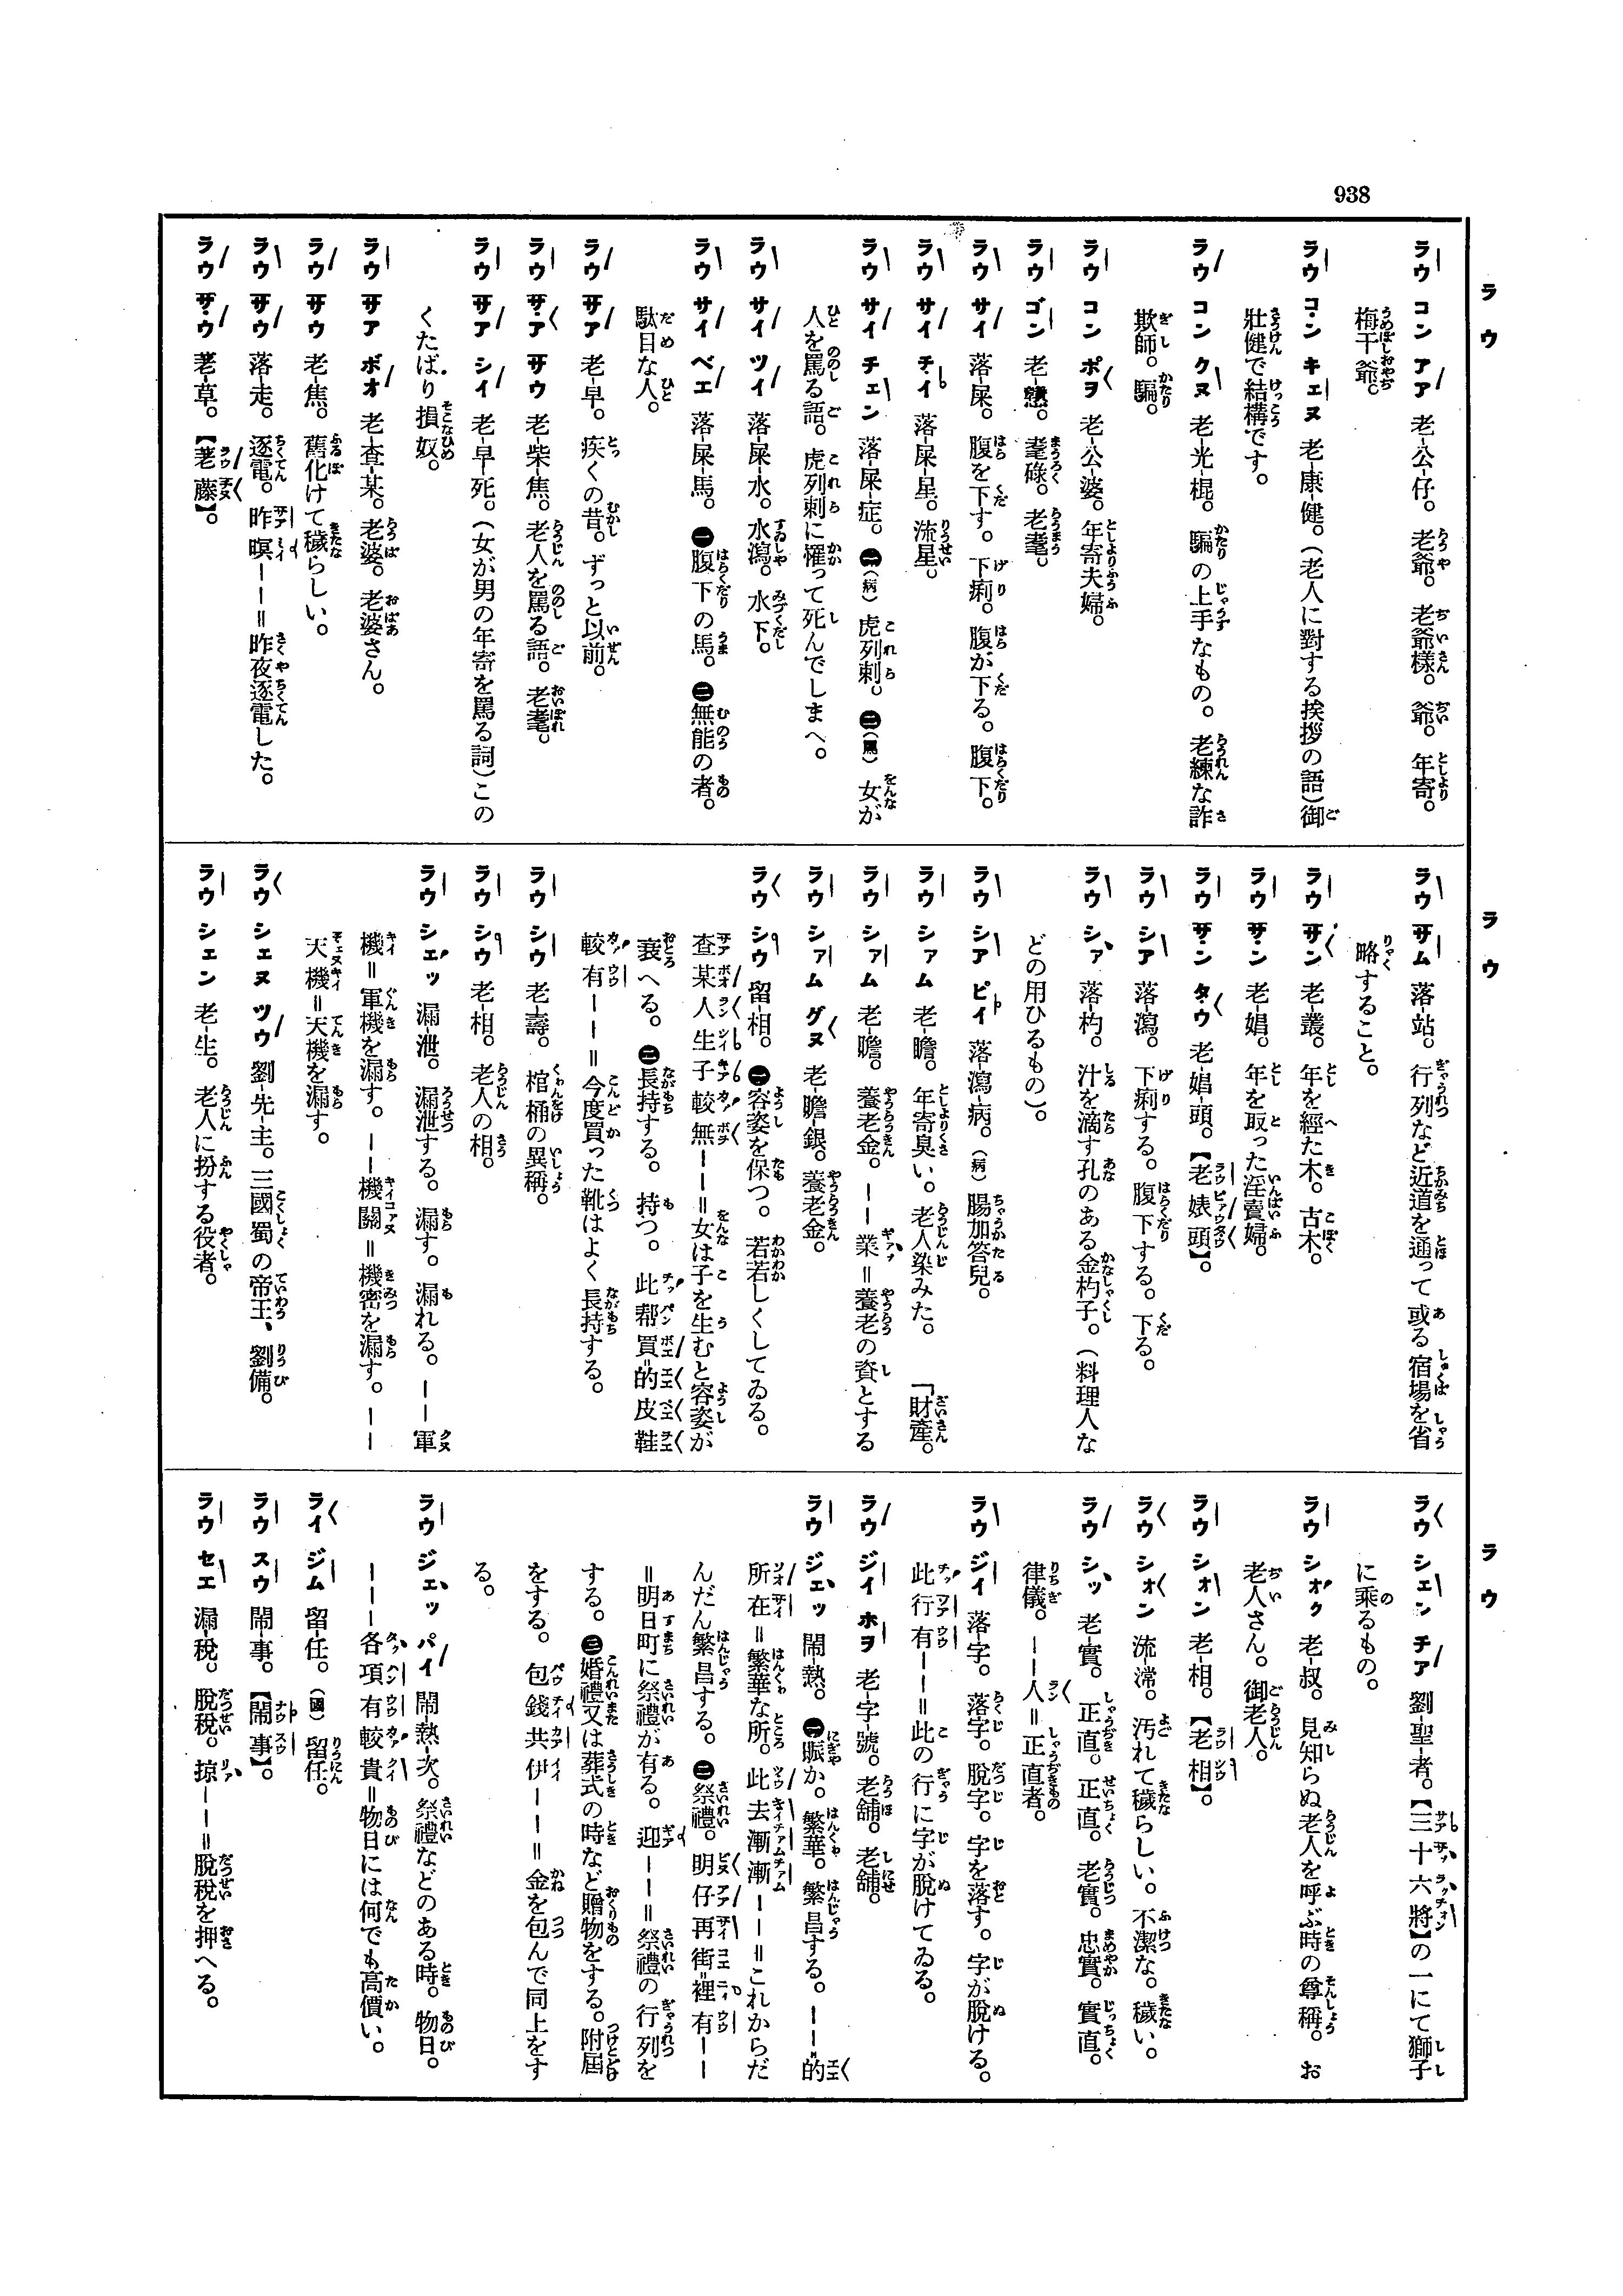 938
ラウ
ラウ コン アア 老-公-仔。老爺。老爺樣。爺。年寄。
梅干爺。
ラウ コン キェヌ 老-康-健。(老人に對する挨拶の語)御
壯健で結構です。
ラウ コン クヌ 老-光-棍。騙の上手なもの。老練な詐
欺師。騙。
ラウ コン ポヲ 老-公-婆。年寄夫婦。
ラウ ゴン 老-戇。耄碌。老耄。
ラウ サイ 落-屎。腹を下す。下痢。腹が下る。腹下。
ラウ サイ チイ 落-屎-星。流星。
ラウ サイ チェン 落-屎-症。㊀(病)虎列剌。㊁(罵)女が
人を罵る語。虎列剌に罹って死んでしまへ。
ラウ サイ ツイ 落-屎-水。水瀉。水下。
ラウ サイ ベエ 落-屎-馬。㊀腹下の馬。㊁無能の者。
駄目な人。
ラウ サア 老-早。疾くの昔。ずっと以前。
ラウ サア サウ 老-柴-焦。老人を罵る語。老耄。
ラウ サア シイ 老-早-死。(女が男の年寄を罵る詞)この
くたばり損奴。
ラウ サア ボオ 老-查-某。老婆。老婆さん。
ラウ サウ 老-焦。舊化けて穢らしい。
ラウ サウ 落-走。逐電。昨暝ーー=昨夜逐電した。
ラウ サウ 荖-草。【荖藤】。
ラウ
ラウ サム 落-站。行列など近道を通って或る宿場を省
略すること。
ラウ サン 老-叢。年を經た木。古木。
ラウ サン 老-娼。年を取った淫賣婦。
ラウ サン タウ 老-娼-頭。【老婊頭】。
ラウ シア 落-瀉。下痢する。腹下する。下る。
ラウ シァ 落-杓。汁を滴す孔のある金杓子。(料理人な
どの用ひるもの)。
ラウ シア ピイ 落-瀉-病。(病)腸加答兒。
ラウ シァム 老-瞻。年寄臭い。老人染みた。「財產。
ラウ シァム 老-贍。養老金。ーー業=養老の資とする
ラウ シァム グヌ 老-贍-銀。養老金。
ラウ シウ 留-相。㊀容姿を保つ。若若しくしてゐる。
查某人生子較無ーー=女は子を生むと容姿が
衰へる。㊁長持する。持つ。此帮買的皮鞋
較有ーー=今度買った靴はよく長持する。
ラウ シウ 老-壽。棺桶の異稱。
ラウ シウ 老-相。老人の相。
ラウ シェッ 漏-泄。漏泄する。漏す。漏れる。ーー軍
機=軍機を漏す。ーー機關=機密を漏す。ーー
天機=天機を漏す。
ラウ シェヌ ツウ 劉-先-主。三國蜀の帝王、劉備。
ラウ シェン 老-生。老人に扮する役者。
ラウ
ラウ シェン チア 劉-聖-者。【三十六將】の一にて獅子
に乘るもの。
ラウ シォク 老-叔。見知らぬ老人を呼ぶ時の尊稱。お
老人さん。御老人。
ラウ シォン 老-相。【老相】。
ラウ シォン 流-滯。汚れて穢らしい。不潔な。穢い。
ラウ シッ 老-實。正直。正直。老實。忠實。實直。
律儀。ーー人=正直者。
ラウ ジイ 落-字。落字。脫字。字を落す。字が脫ける。
此行有ーー=此の行に字が脫けてゐる。
ラウ ジイ ホヲ 老-字-號。老舖。老舖。
ラウ ジェッ 鬧-熱。㊀賑か。繁華。繁昌する。ーー的
所在=繁華な所。此去漸漸ーー=これからだ
んだん繁昌する。㊁祭禮。明仔再街裡有ーー
=明日町に祭禮が有る。迎ーー=祭禮の行列を
する。㊂婚禮又は葬式の時など贈物をする。附屆
をする。包錢共伊ーー=金を包んで同上をす
る。
ラウ ジェッ パイ 鬧-熱-次。祭禮などのある時。物日。
ーーー各項有較貴=物日には何でも高價い。
ライ ジム 留-任。(國)留任。
ラウ スウ 鬧-事。【鬧事】。
ラウ セエ 漏-稅。脫稅。掠ーー=脫稅を押へる。